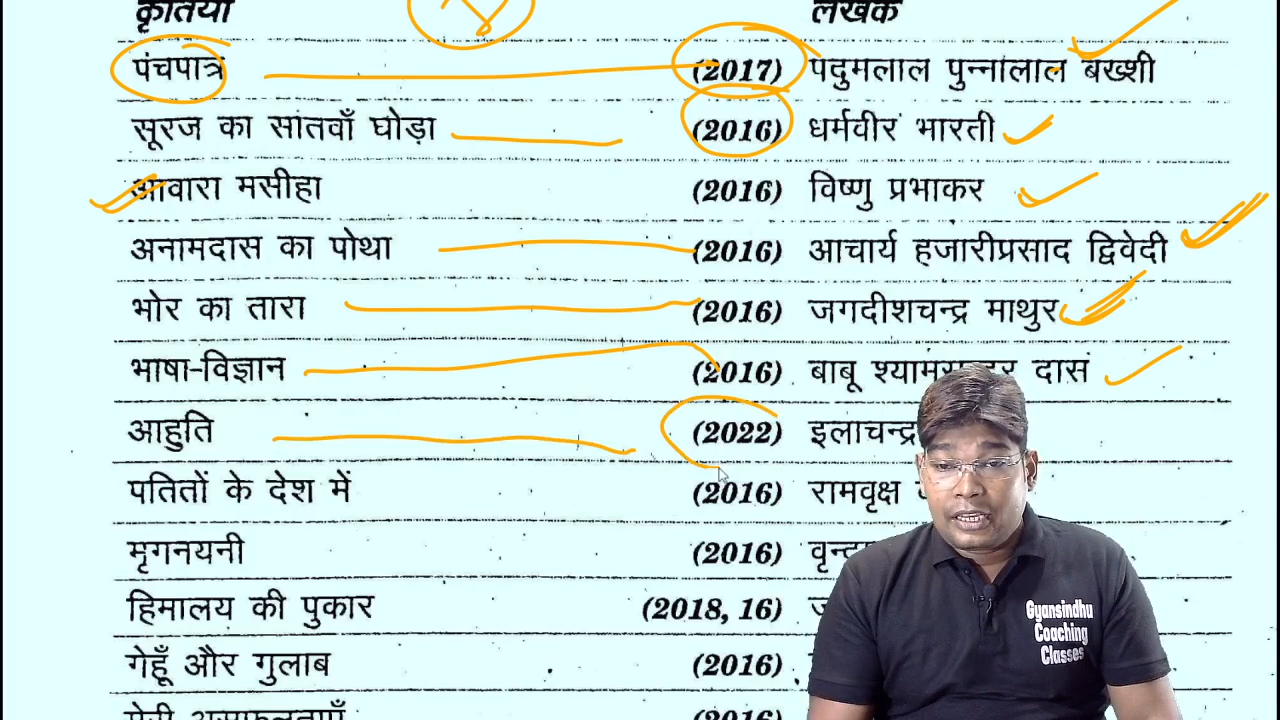 कृतियाँ लेखक
पंचपात्र (2017) पदुमलाल पुन्नालाल बख्शी
सूरज का सातवाँ घोड़ा (2016) धर्मवीर भारती
आवारा मसीहा (2016) विष्णु प्रभाकर
अनामदास का पोथा (2016) आचार्य हजारीप्रसाद द्विवेदी
भोर का तारा (2016) जगदीशचन्द्र माथुर
भाषा-विज्ञान (2016) बाबू दास
आहुति (2022) इलाचन्द्र
पतितों के देश में (2016) रामवृक्ष
मृगनयनी (2016)
हिमालय की पुकार (2018, 16)
गेहूँ और गुलाब (2016)
मेरी असफलताएँ (2016)
Gyansindhu
Coaching
Classes